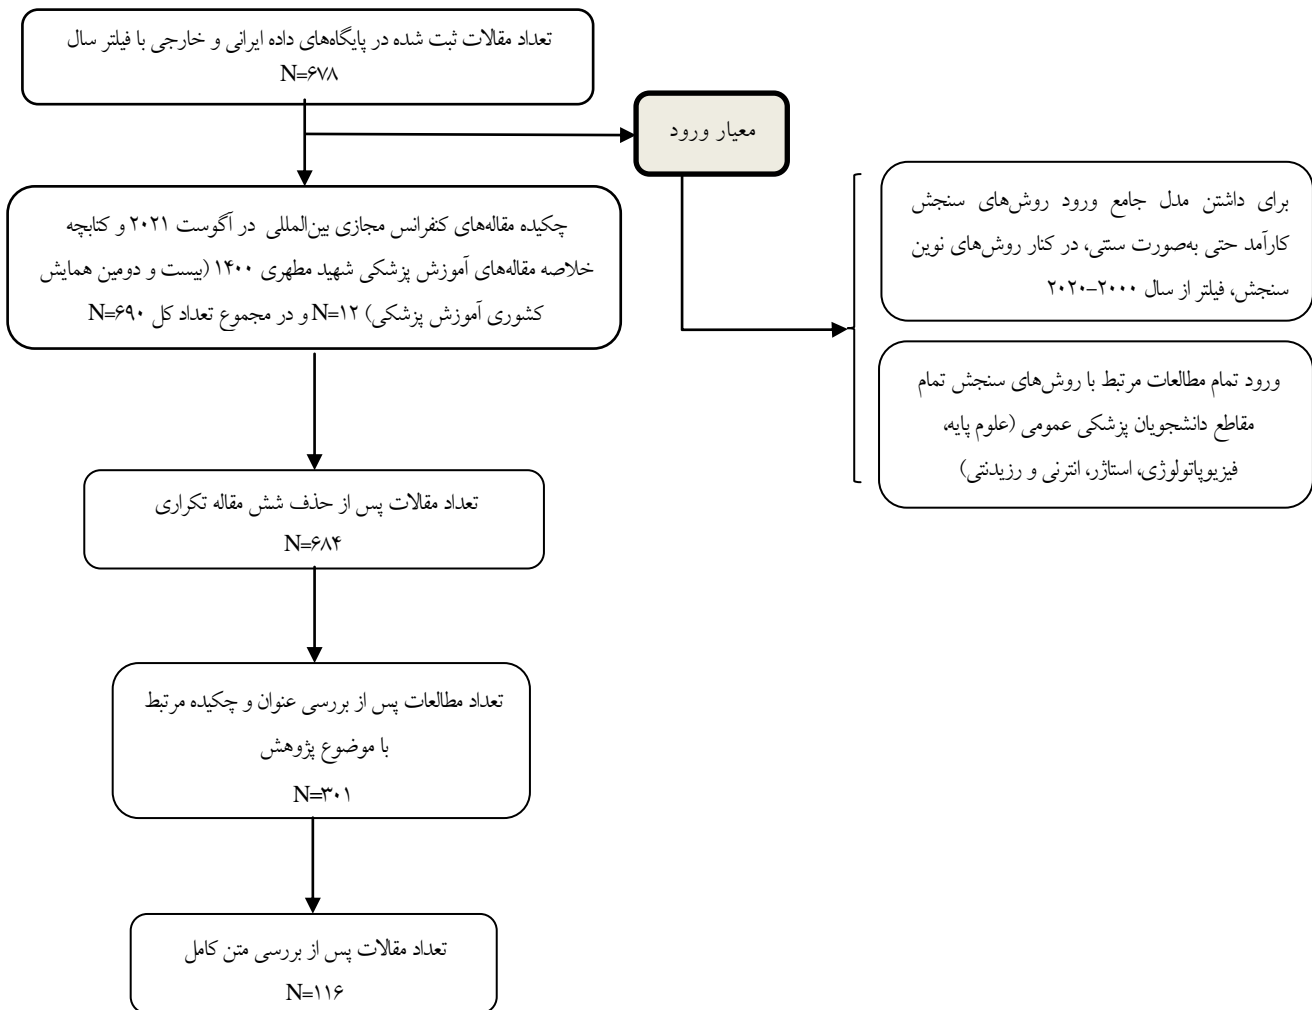 تعداد مقالات ثبت شده در پایگاه‌های داده ایرانی و خارجی با فیلتر سال
N=۶۷۸
معیار ورود
چکیده مقاله‌های کنفرانس مجازی بین‌المللی در آگوست ۲۰۲۱ و کتابچه
خلاصه مقاله‌های آموزش پزشکی شهید مطهری ۱۴۰۰ (بیست و دومین همایش
کشوری آموزش پزشکی) N=۱۲ و در مجموع تعداد کل N=۶۹۰
برای داشتن مدل جامع ورود روش‌های سنجش
کارآمد حتی به‌صورت سنتی، در کنار روش‌های نوین
سنجش، فیلتر از سال ۲۰۰۰-۲۰۲۰
ورود تمام مطالعات مرتبط با روش‌های سنجش تمام
مقاطع دانشجویان پزشکی عمومی (علوم پایه،
فیزیوپاتولوژی، استاژر، انترنی و رزیدنتی)
تعداد مقالات پس از حذف شش مقاله تکراری
N=۶۸۴
تعداد مطالعات پس از بررسی عنوان و چکیده مرتبط
با موضوع پژوهش
N=۳۰۱
تعداد مقالات پس از بررسی متن کامل
N=۱۱۶